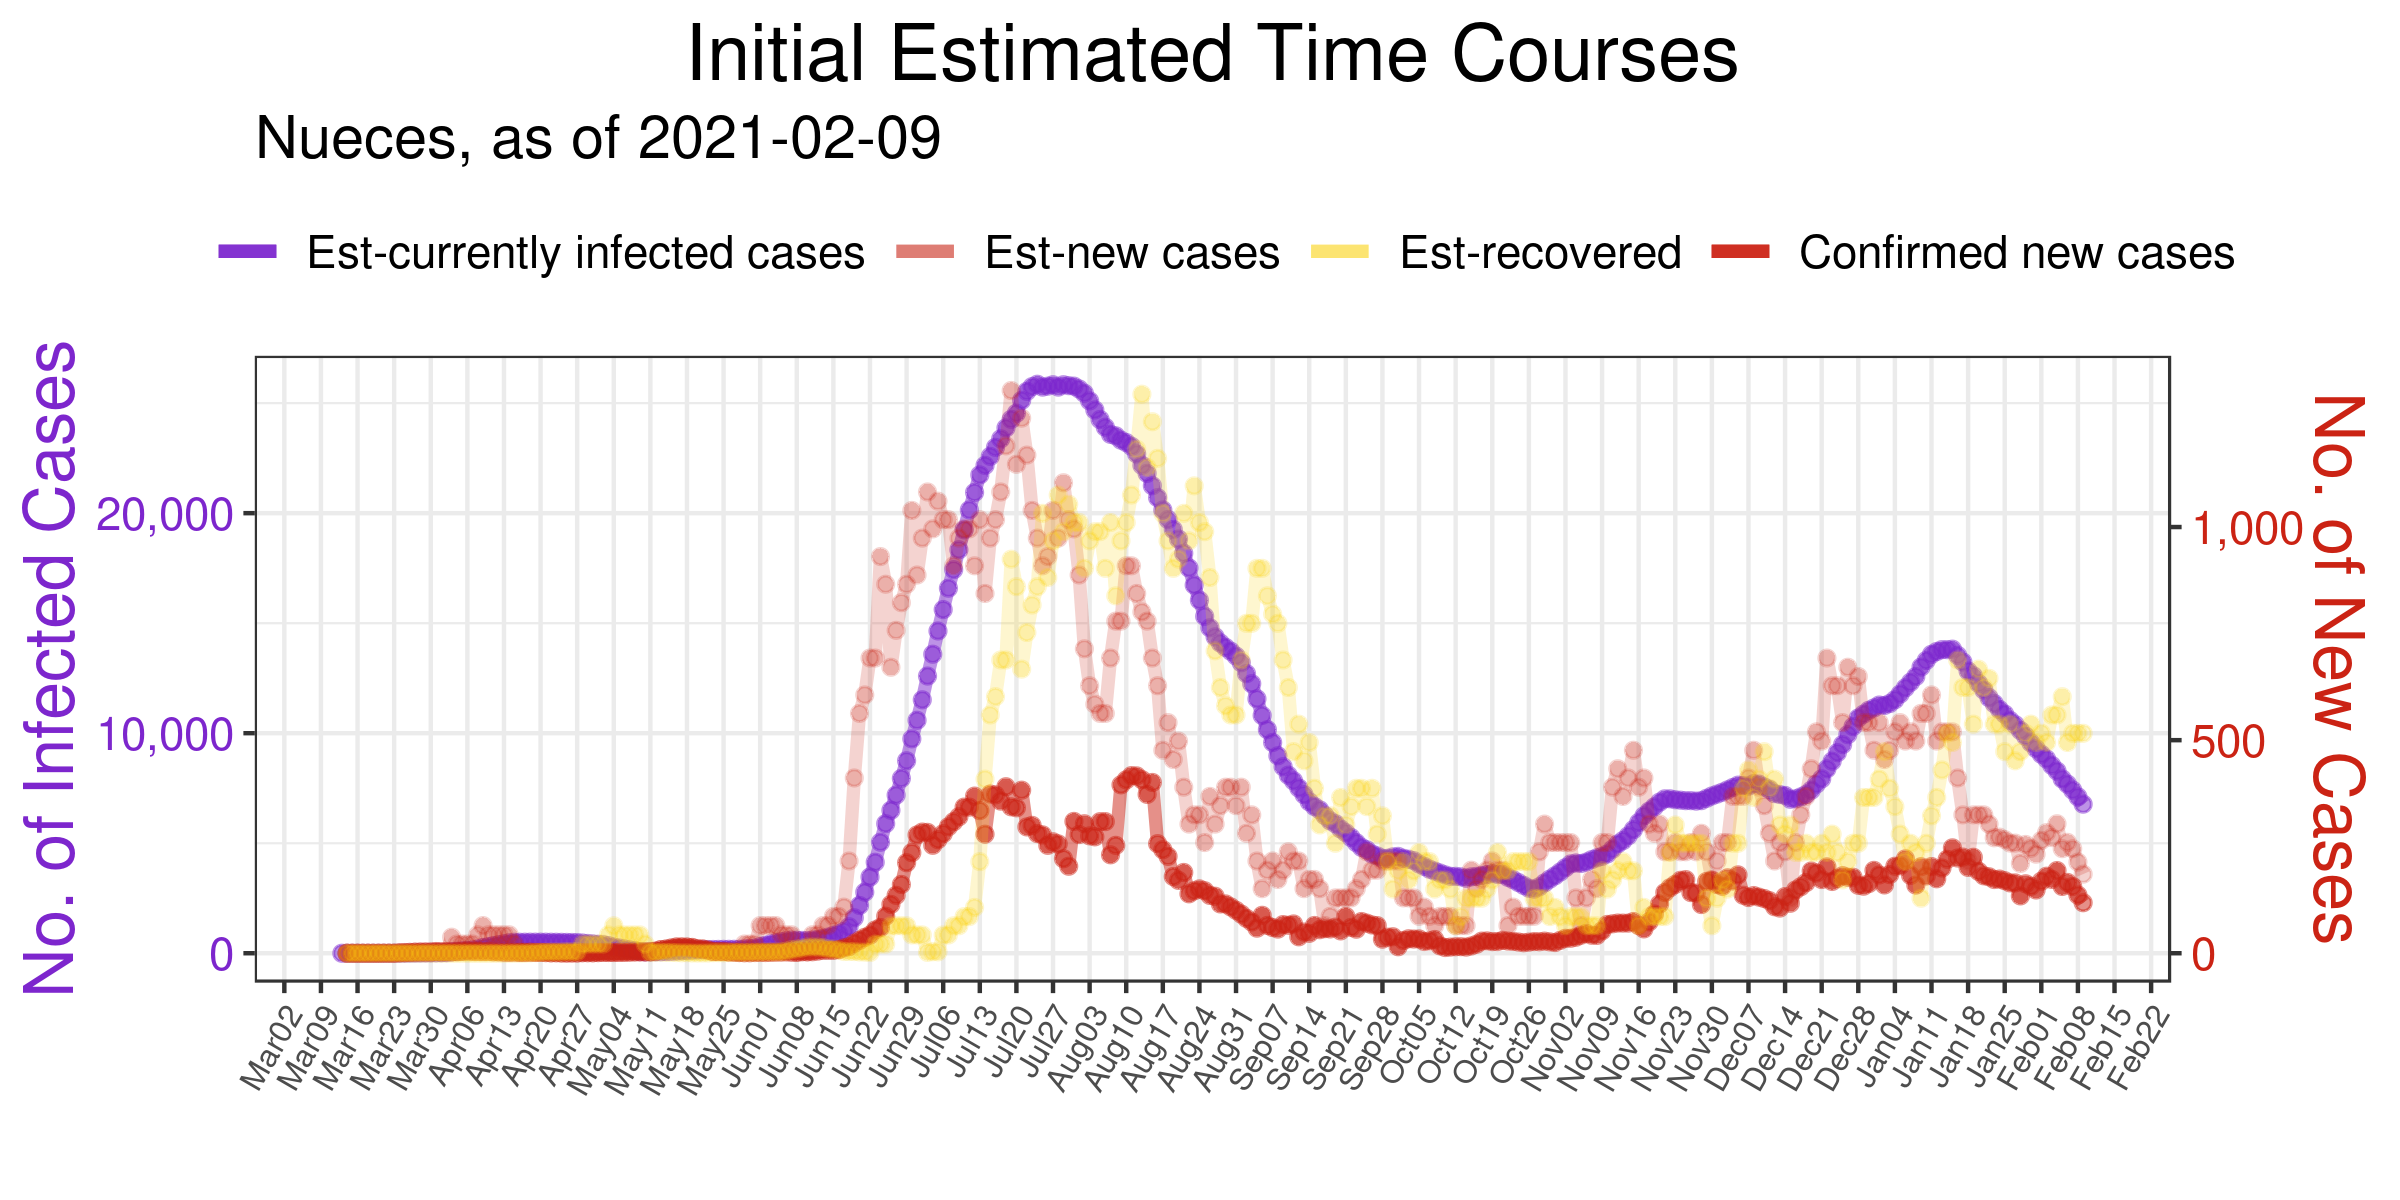 Initial Estimated Time Courses
Nueces, as of 2021-02-09
Est-currently infected cases Est-new cases Est-recovered Confirmed new cases
No. of Infected Cases
20,000
10,000
0
1,000
500
0
No. of New Cases
Mar02 Mar09 Mar16 Mar23 Mar30 Apr06 Apr13 Apr20 Apr27 May04 May11 May18 May25 Jun01 Jun08 Jun15 Jun22 Jun29 Jul06 Jul13 Jul20 Jul27 Aug03 Aug10 Aug17 Aug24 Aug31 Sep07 Sep14 Sep21 Sep28 Oct05 Oct12 Oct19 Oct26 Nov02 Nov09 Nov16 Nov23 Nov30 Dec07 Dec14 Dec21 Dec28 Jan04 Jan11 Jan18 Jan25 Feb01 Feb08 Feb15 Feb22